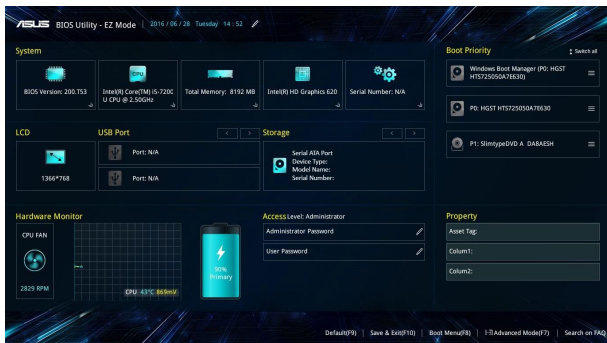 ASUS BIOS Utility - EZ Mode 2016 / 06 / 28 Tuesday 14 : 52
System
BIOS Version: 200.T53
Intel(R) Core(TM) i5-7200
U CPU @ 2.50GHz
CPU
Total Memory: 8192 MB
Intel(R) HD Graphics 620
Serial Number: N/A
Boot Priority
Switch all
Windows Boot Manager (P0: HGST
HTS725050A7E630)
P0: HGST HTS725050A7E630
P1: SlimtypeDVD A DA8AESH
LCD
1366*768
USB Port
Port: N/A
Port: N/A
Storage
Serial ATA Port
Device Type:
Model Name:
Serial Number:
Hardware Monitor
CPU FAN
2829 RPM
CPU 43°C 869mV
90%
Primary
Access Level: Administrator
Administrator Password
User Password
Property
Asset Tag:
Colum1:
Colum2:
Default(F9) | Save & Exit(F10) | Boot Menu(F8) | Advanced Mode(F7) | Search on FAQ